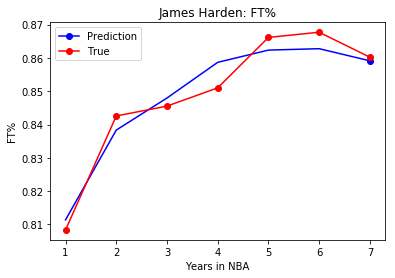 James Harden: FT%
0.87
0.86
0.85
0.84
0.83
0.82
0.81
FT%
Prediction
True
1 2 3 4 5 6 7
Years in NBA